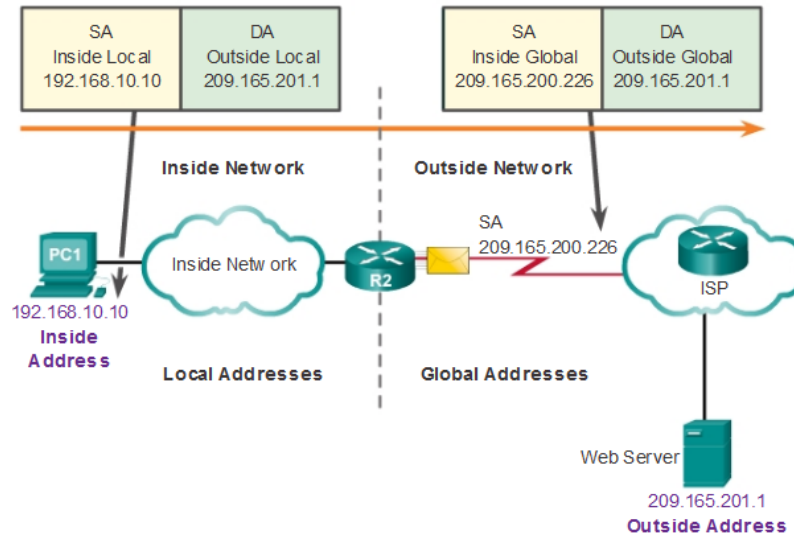 SA
Inside Local
192.168.10.10
DA
Outside Local
209.165.201.1
SA
Inside Global
209.165.200.226
DA
Outside Global
209.165.201.1
Inside Network
Outside Network
SA
209.165.200.226
PC1
Inside Network
R2
ISP
192.168.10.10
Inside
Address
Local Addresses
Global Addresses
Web Server
209.165.201.1
Outside Address